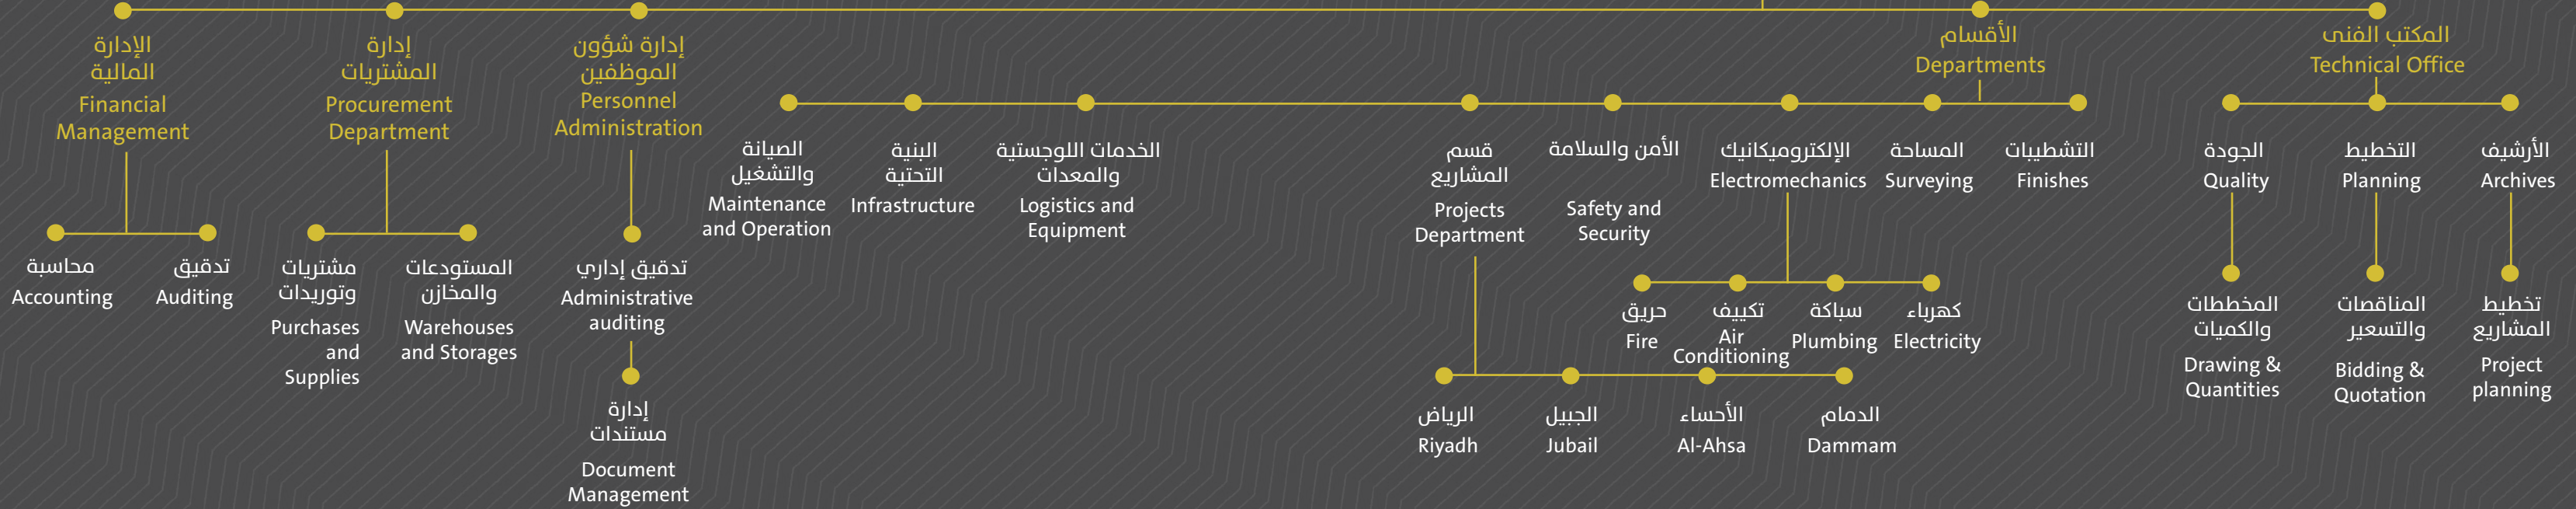 الإدارة
المالية
Financial
Management
إدارة
المشتريات
Procurement
Department
إدارة شؤون
الموظفين
Personnel
Administration
الأقسام
Departments
المكتب الفنى
Technical Office
الصيانة
والتشغيل
Maintenance
and Operation
البنية
التحتية
Infrastructure
الخدمات اللوجستية
والمعدات
Logistics and
Equipment
قسم
المشاريع
Projects
Department
الأمن والسلامة
Safety and
Security
الإلكتروميكانيك
Electromechanics
المساحة
Surveying
التشطيبات
Finishes
الجودة
Quality
التخطيط
Planning
الأرشيف
Archives
محاسبة
Accounting
تدقيق
Auditing
مشتريات
وتوريدات
Purchases
and
Supplies
المستودعات
والمخازن
Warehouses
and Storages
تدقيق إداري
Administrative
auditing
إدارة
مستندات
Document
Management
حريق
Fire
تكييف
Air
Conditioning
سباكة
Plumbing
كهرباء
Electricity
الرياض
Riyadh
الجبيل
Jubail
الأحساء
Al-Ahsa
الدمام
Dammam
المخططات
والكميات
Drawing &
Quantities
المناقصات
والتسعير
Bidding &
Quotation
تخطيط
المشاريع
Project
planning